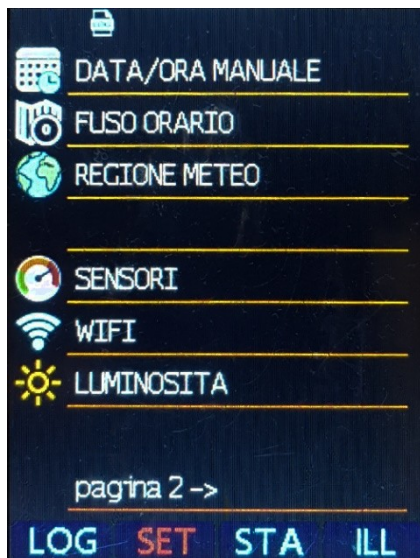 DATA/ORA MANUALE
FUSO ORARIO
REGIONE METEO
SENSORI
WIFI
LUMINOSITA
pagina 2 ->
LOG SET STA ILL